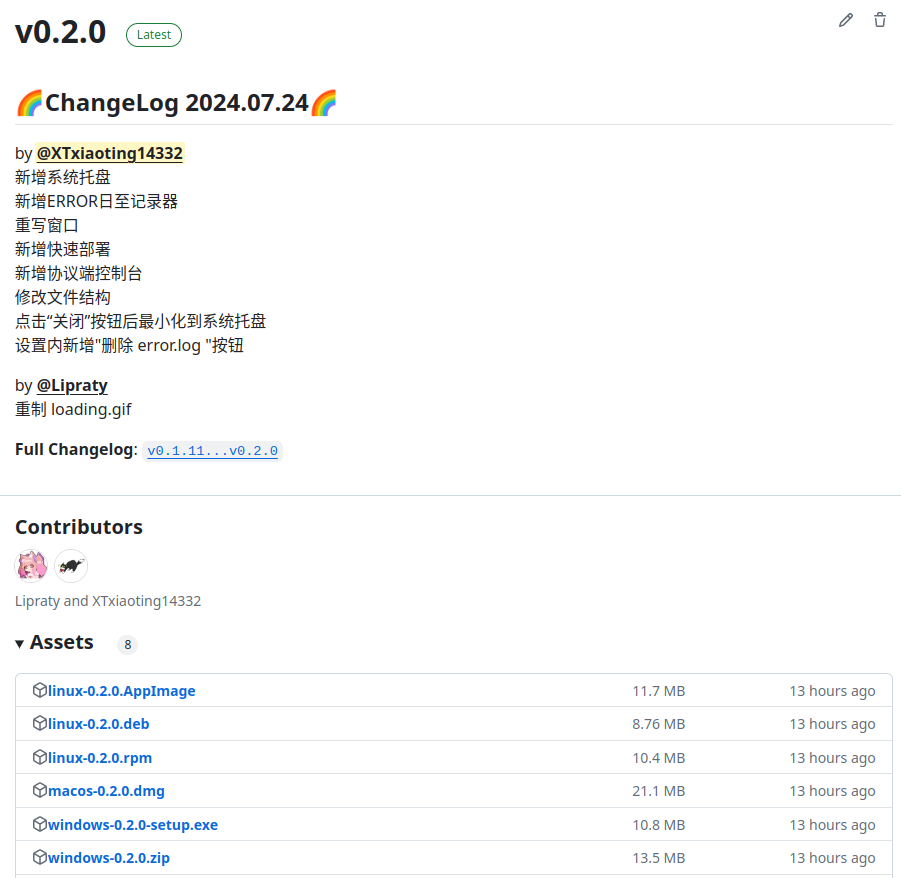 v0.2.0 Latest
🌈ChangeLog 2024.07.24🌈
by @XTxiaoting14332
新增系统托盘
新增ERROR日至记录器
重写窗口
新增快速部署
新增协议端控制台
修改文件结构
点击“关闭”按钮后最小化到系统托盘
设置内新增"删除 error.log "按钮
by @Lipraty
重制 loading.gif
Full Changelog: v0.1.11...v0.2.0
Contributors
Lipraty and XTxiaoting14332
Assets 8
linux-0.2.0.AppImage 11.7 MB 13 hours ago
linux-0.2.0.deb 8.76 MB 13 hours ago
linux-0.2.0.rpm 10.4 MB 13 hours ago
macos-0.2.0.dmg 21.1 MB 13 hours ago
windows-0.2.0-setup.exe 10.8 MB 13 hours ago
windows-0.2.0.zip 13.5 MB 13 hours ago